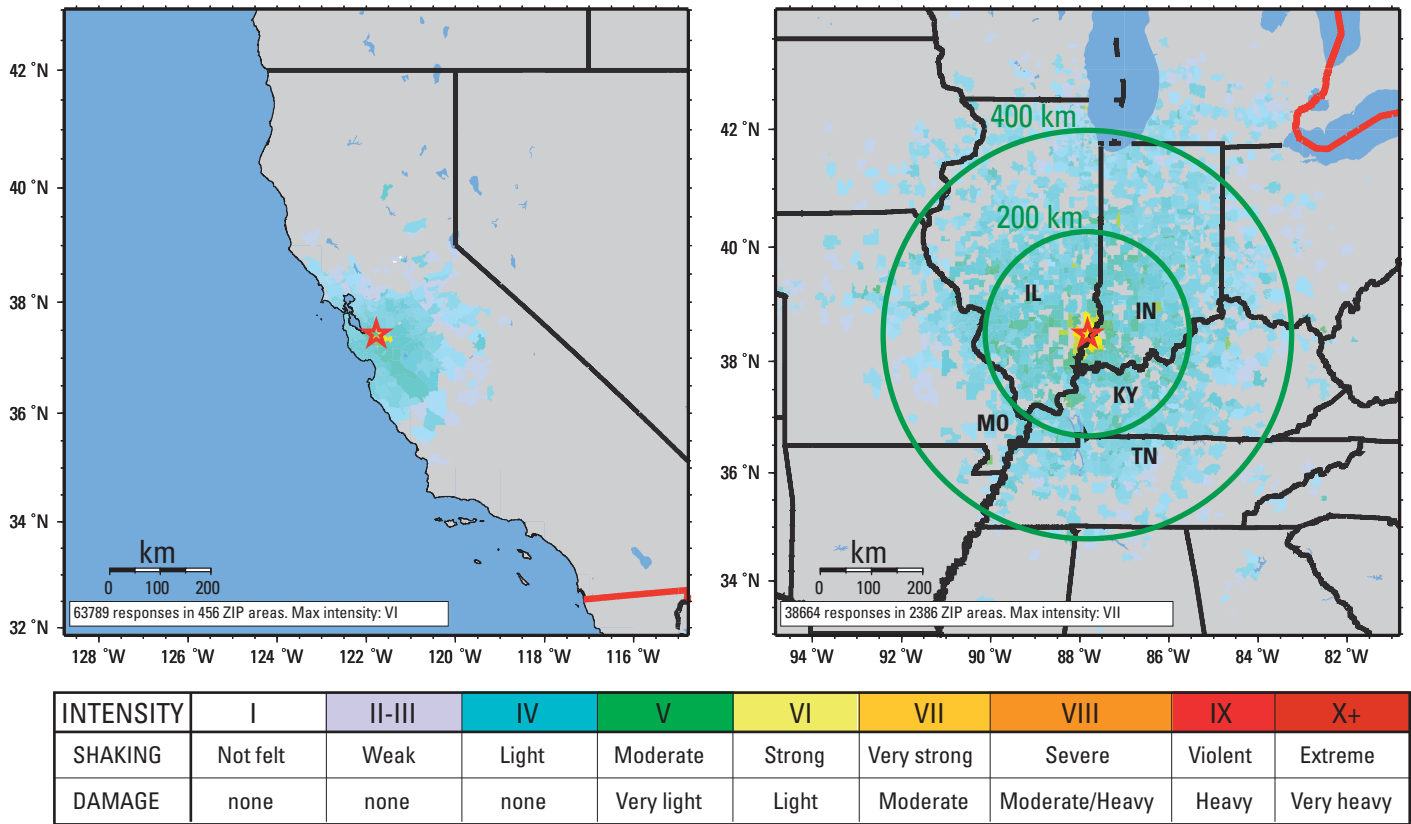 42 °N
40 °N
38 °N
36 °N
34 °N
32 °N
km
0 100 200
63789 responses in 456 ZIP areas. Max intensity: VI
128 °W 126 °W 124 °W 122 °W 120 °W 118 °W 116 °W
400 km
42 °N
200 km
40 °N
IL IN
38 °N
KY
MO
TN
36 °N
34 °N
km
0 100 200
38664 responses in 2386 ZIP areas. Max intensity: VII
94 °W 92 °W 90 °W 88 °W 86 °W 84 °W 82 °W
INTENSITY I II-III IV V VI VII VIII IX X+
SHAKING Not felt Weak Light Moderate Strong Very strong Severe Violent Extreme
DAMAGE none none none Very light Light Moderate Moderate/Heavy Heavy Very heavy